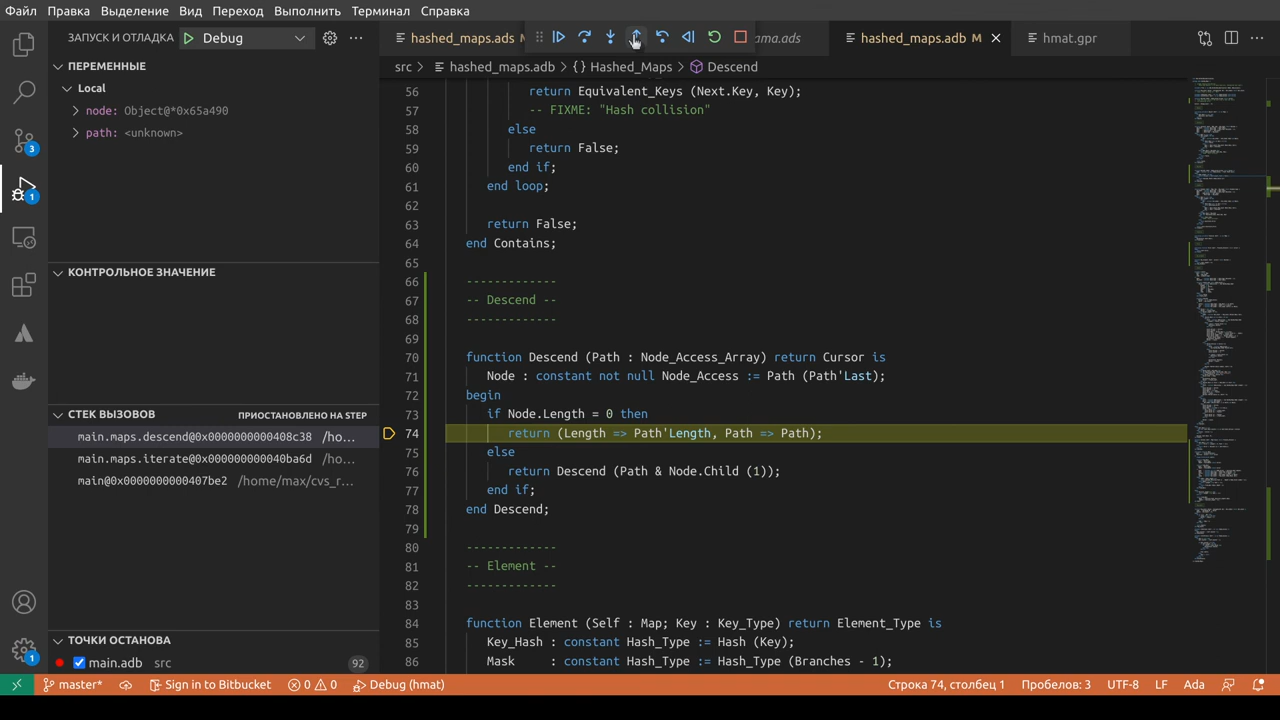 Файл Правка Выделение Вид Переход Выполнить Терминал Справка
ЗАПУСК И ОТЛАДКА Debug
hashed_maps.ads ama.ads hashed_maps.adb M hmat.gpr
src hashed_maps.adb {} Hashed_Maps Descend
ПЕРЕМЕННЫЕ
Local
node: Object@*0x65a490
path: <unknown>
КОНТРОЛЬНОЕ ЗНАЧЕНИЕ
СТЕК ВЫЗОВОВ ПРИОСТАНОВЛЕНО НА STEP
main.maps.descend@0x0000000000408c38 /ho...
main.maps.iterate@0x000000000040ba6d /ho...
main@0x0000000000407be2 /home/max/cvs_r...
ТОЧКИ ОСТАНОВА
main.adb src 92
3
1
1
56 return Equivalent_Keys (Next.Key, Key);
57 -- FIXME: "Hash collision"
58 else
59 return False;
60 end if;
61 end loop;
62
63 return False;
64 end Contains;
65
66 -------------
67 -- Descend --
68 -------------
69
70 function Descend (Path : Node_Access_Array) return Cursor is
71 Node : constant not null Node_Access := Path (Path'Last);
72 begin
73 if Node.Length = 0 then
74 return (Length => Path'Length, Path => Path);
75 else
76 return Descend (Path & Node.Child (1));
77 end if;
78 end Descend;
79
80 -------------
81 -- Element --
82 -------------
83
84 function Element (Self : Map; Key : Key_Type) return Element_Type is
85 Key_Hash : constant Hash_Type := Hash (Key);
86 Mask : constant Hash_Type := Hash_Type (Branches - 1);
master* Sign in to Bitbucket 0 0 Debug (hmat) Строка 74, столбец 1 Пробелов: 3 UTF-8 LF Ada